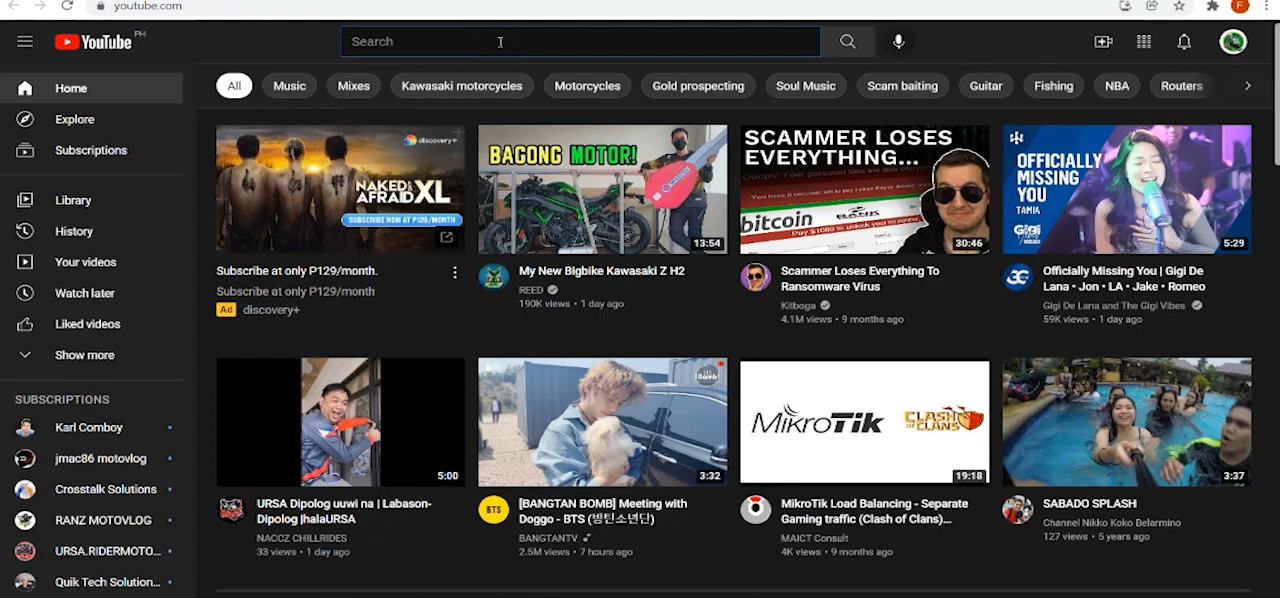 youtube.com
F
YouTube PH
Search
Home
Explore
Subscriptions
Library
History
Your videos
Watch later
Liked videos
Show more
SUBSCRIPTIONS
Karl Comboy
jmac86 motovlog
Crosstalk Solutions
RANZ MOTOVLOG
URSA.RIDERMOTO...
Quik Tech Solution...
All
Music
Mixes
Kawasaki motorcycles
Motorcycles
Gold prospecting
Soul Music
Scam baiting
Guitar
Fishing
NBA
Routers
discovery+
NAKED AND AFRAID XL
SUBSCRIBE NOW AT P129/MONTH
Subscribe at only P129/month.
Subscribe at only P129/month
Ad discovery+
BAGONG MOTOR!
13:54
My New Bigbike Kawasaki Z H2
REED
190K views • 1 day ago
SCAMMER LOSES
EVERYTHING...
bitcoin
BANK
30:46
Scammer Loses Everything To
Ransomware Virus
Kitboga
4.1M views • 9 months ago
OFFICIALLY
MISSING
YOU
TAMIA
GiGi
5:29
Officially Missing You | Gigi De
Lana • Jon • LA • Jake • Romeo
Gigi De Lana and The Gigi Vibes
59K views • 1 day ago
5:00
URSA Dipolog uuwi na | Labason-
Dipolog |halaURSA
NACCZ CHILLRIDES
33 views • 1 day ago
Bomb
3:32
BTS
[BANGTAN BOMB] Meeting with
Doggo - BTS (방탄소년단)
BANGTANTV
2.5M views • 7 hours ago
MikroTik
CLASH OF CLANS
19:18
MikroTik Load Balancing - Separate
Gaming traffic (Clash of Clans)...
MAICT Consult
4K views • 9 months ago
3:37
SABADO SPLASH
Channel Nikko Koko Belarmino
127 views • 5 years ago